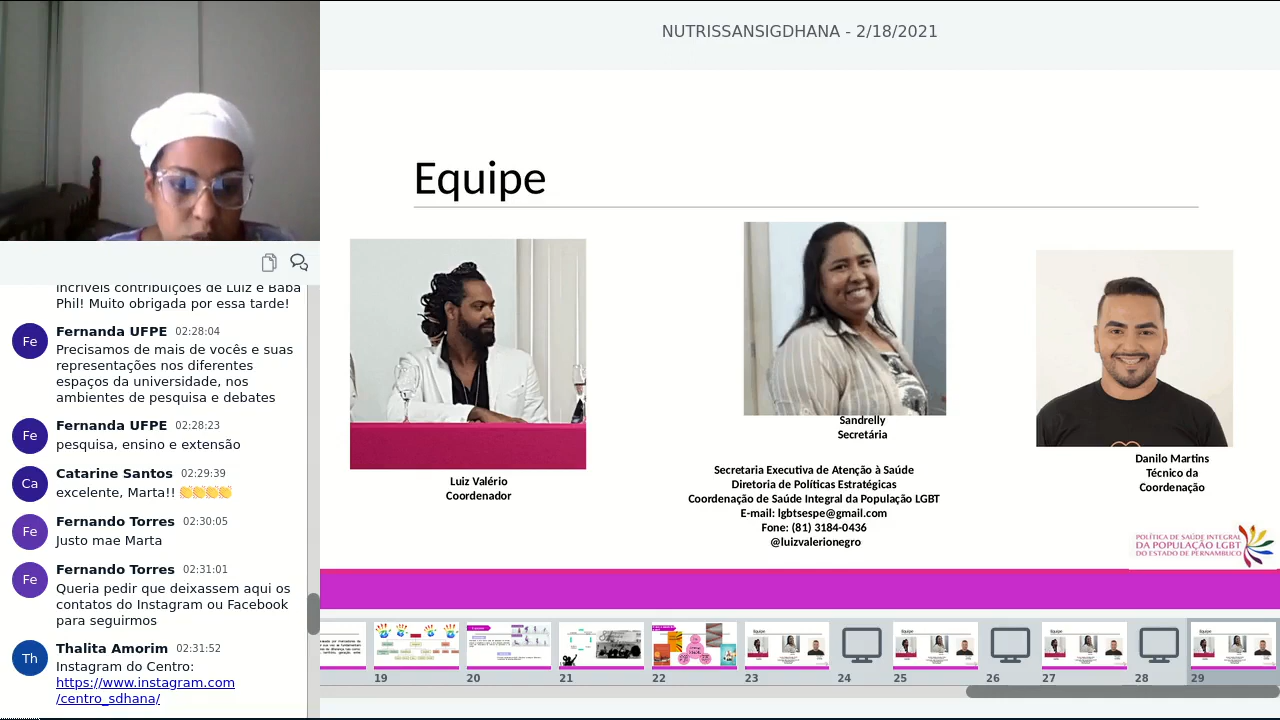 NUTRISSANSIGDHANA - 2/18/2021
Equipe
Luiz Valério
Coordenador
Sandrelly
Secretária
Secretaria Executiva de Atenção à Saúde
Diretoria de Políticas Estratégicas
Coordenação de Saúde Integral da População LGBT
E-mail: lgbtsespe@gmail.com
Fone: (81) 3184-0436
@luizvalerionegro
Danilo Martins
Técnico da
Coordenação
POLÍTICA DE SAÚDE INTEGRAL
DA POPULAÇÃO LGBT
DO ESTADO DE PERNAMBUCO
incríveis contribuições de Luiz e Baba
Phil! Muito obrigada por essa tarde!
Fe
Fernanda UFPE 02:28:04
Precisamos de mais de vocês e suas
representações nos diferentes
espaços da universidade, nos
ambientes de pesquisa e debates
Fe
Fernanda UFPE 02:28:23
pesquisa, ensino e extensão
Ca
Catarine Santos 02:29:39
excelente, Marta!! 👏👏👏👏
Fe
Fernando Torres 02:30:05
Justo mae Marta
Fe
Fernando Torres 02:31:01
Queria pedir que deixassem aqui os
contatos do Instagram ou Facebook
para seguirmos
Th
Thalita Amorim 02:31:52
Instagram do Centro:
https://www.instagram.com
/centro_sdhana/
19 20 21 22 23 24 25 26 27 28 29